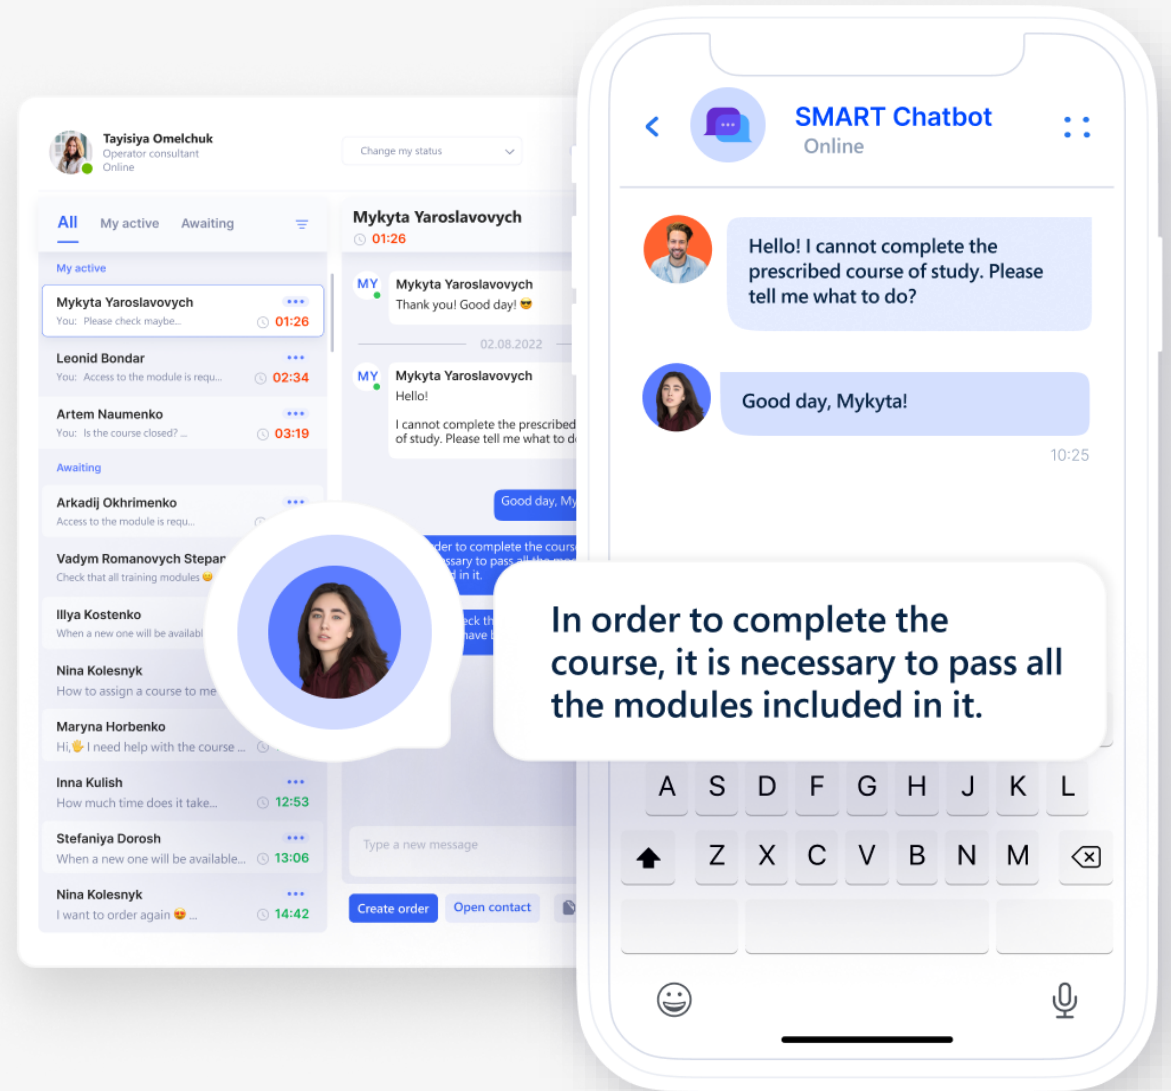 Tayisiya Omelchuk
Operator consultant
Online
Change my status
All My active Awaiting
My active
Mykyta Yaroslavovych
You: Please check maybe...
01:26
Leonid Bondar
You: Access to the module is requ...
02:34
Artem Naumenko
You: Is the course closed? ...
03:19
Awaiting
Arkadij Okhrimenko
Access to the module is requ...
Vadym Romanovych
Check that all training modules 😊
Illya Kostenko
When a new one will be
Nina Kolesnyk
How to assign a course to me
Maryna Horbenko
Hi,🖐 I need help with the course ...
Inna Kulish
How much time does it take...
12:53
Stefaniya Dorosh
When a new one will be available...
13:06
Nina Kolesnyk
I want to order again 😍 ...
14:42
Mykyta Yaroslavovych
01:26
MY
Mykyta Yaroslavovych
Thank you! Good day! 😎
02.08.2022
MY
Mykyta Yaroslavovych
Hello!
I cannot complete the prescribed
of study. Please tell me what to
Good day,
to complete the
to pass
in it.
Type a new message
Create order Open contact
SMART Chatbot
Online
Hello! I cannot complete the
prescribed course of study. Please
tell me what to do?
Good day, Mykyta!
10:25
In order to complete the
course, it is necessary to pass all
the modules included in it.
A S D F G H J K L
Z X C V B N M